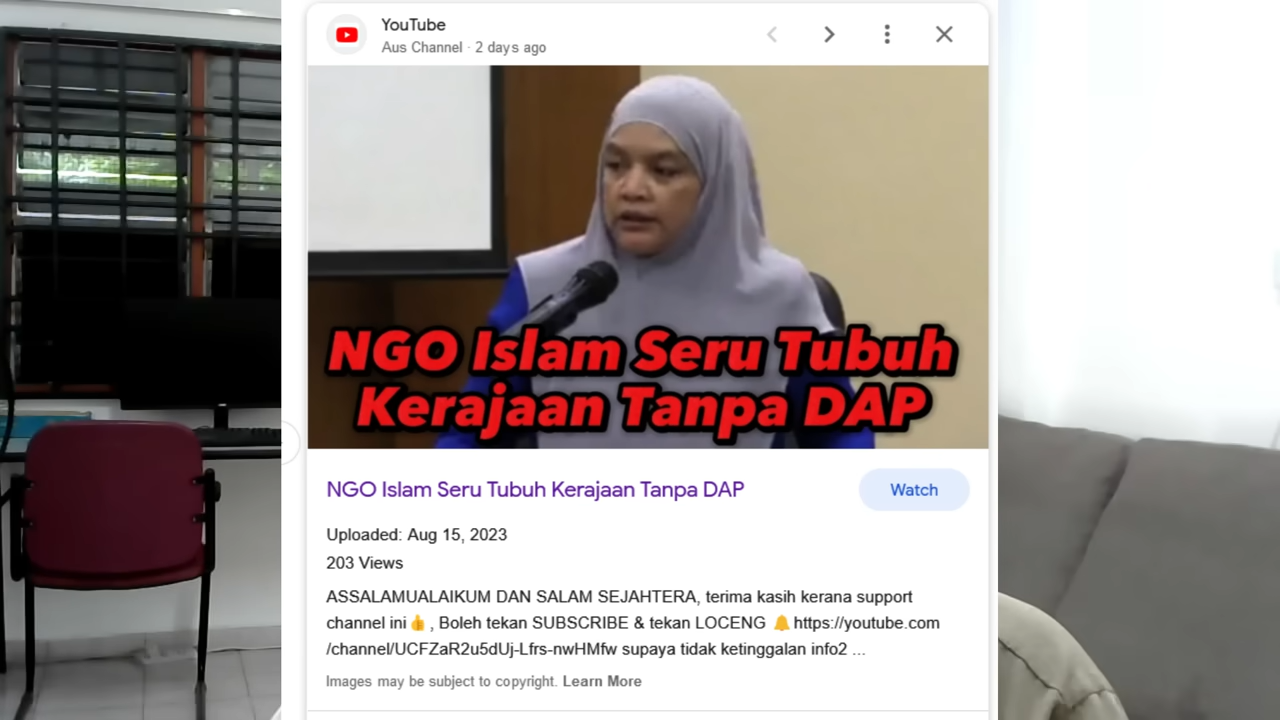 YouTube
Aus Channel · 2 days ago
NGO Islam Seru Tubuh
Kerajaan Tanpa DAP
NGO Islam Seru Tubuh Kerajaan Tanpa DAP
Watch
Uploaded: Aug 15, 2023
203 Views
ASSALAMUALAIKUM DAN SALAM SEJAHTERA, terima kasih kerana support
channel ini👍 , Boleh tekan SUBSCRIBE & tekan LOCENG 🔔 https://youtube.com
/channel/UCFZaR2u5dUj-Lfrs-nwHMfw supaya tidak ketinggalan info2 ...
Images may be subject to copyright. Learn More